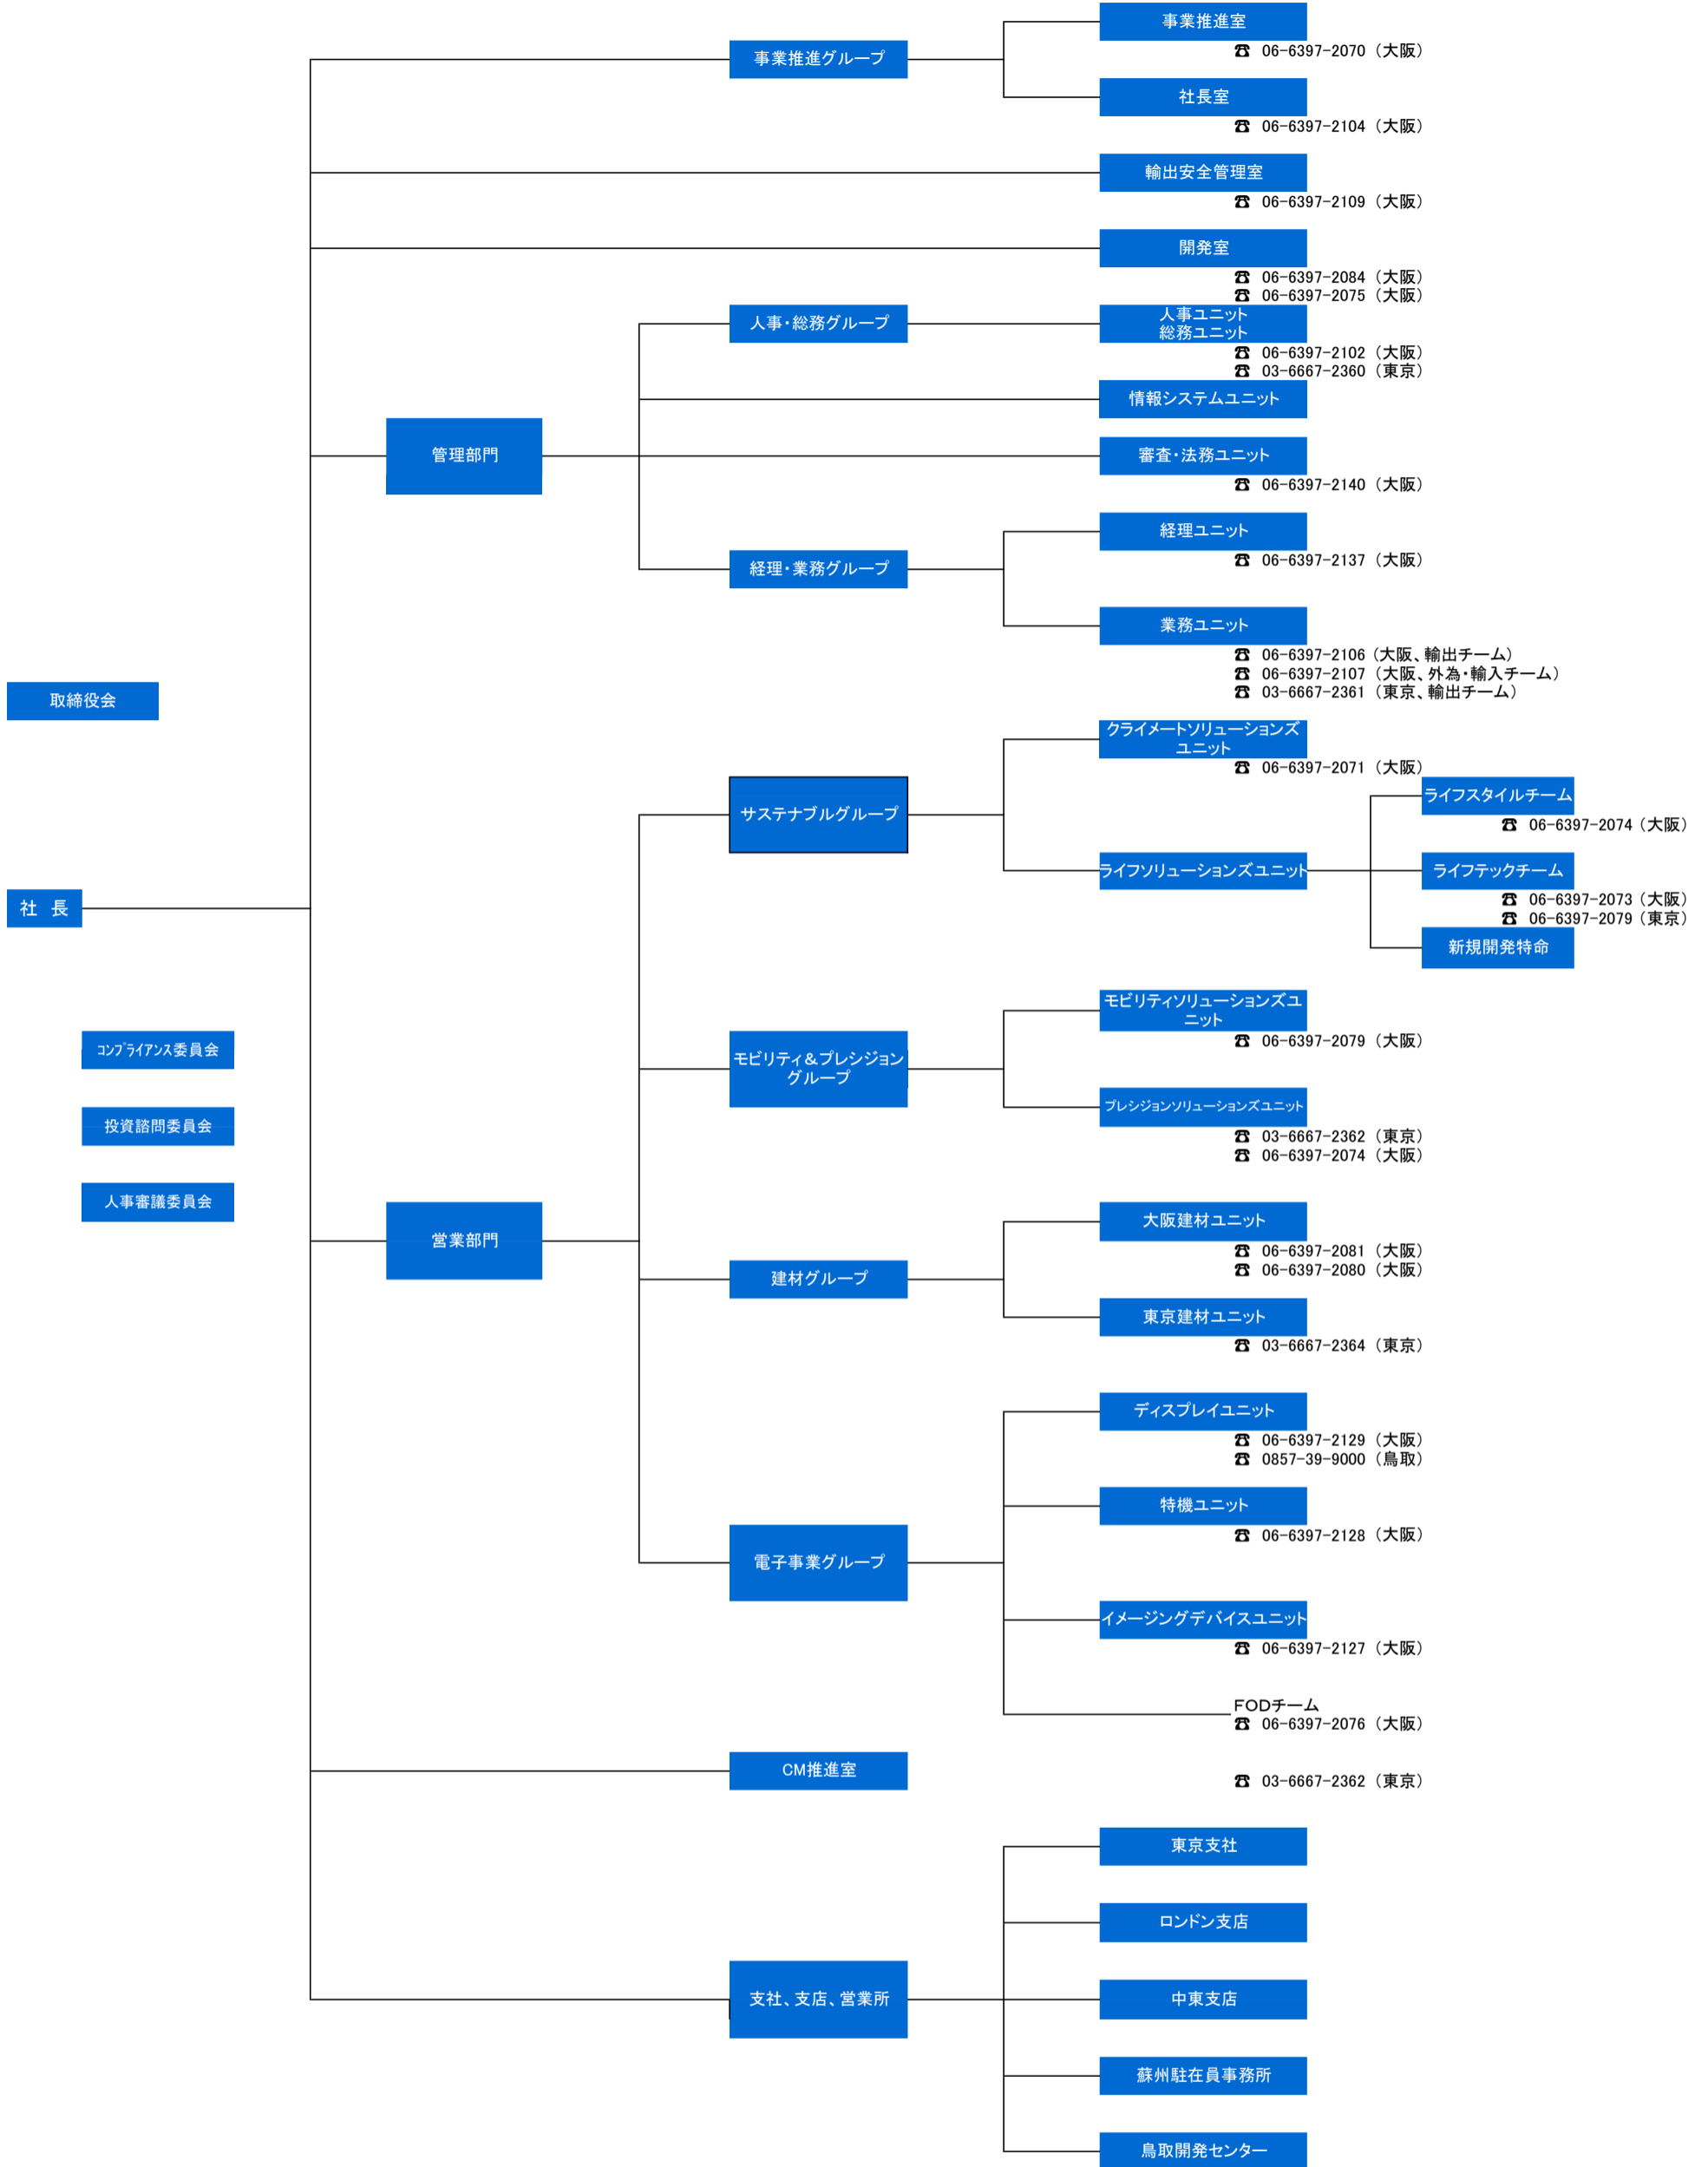 事業推進室
☎ 06-6397-2070 (大阪)
事業推進グループ
社長室
☎ 06-6397-2104 (大阪)
輸出安全管理室
☎ 06-6397-2109 (大阪)
開発室
☎ 06-6397-2084 (大阪)
☎ 06-6397-2075 (大阪)
人事・総務グループ
人事ユニット
総務ユニット
☎ 06-6397-2102 (大阪)
☎ 03-6667-2360 (東京)
情報システムユニット
管理部門
審査・法務ユニット
☎ 06-6397-2140 (大阪)
経理ユニット
☎ 06-6397-2137 (大阪)
経理・業務グループ
業務ユニット
☎ 06-6397-2106 (大阪、輸出チーム)
☎ 06-6397-2107 (大阪、外為・輸入チーム)
☎ 03-6667-2361 (東京、輸出チーム)
取締役会
クライメートソリューションズ
ユニット
☎ 06-6397-2071 (大阪)
サステナブルグループ
ライフスタイルチーム
☎ 06-6397-2074 (大阪)
ライフソリューションズユニット
ライフテックチーム
☎ 06-6397-2073 (大阪)
☎ 06-6397-2079 (東京)
社 長
新規開発特命
モビリティソリューションズユ
ニット
☎ 06-6397-2079 (大阪)
コンプライアンス委員会
モビリティ&プレシジョン
グループ
プレシジョンソリューションズユニット
☎ 03-6667-2362 (東京)
☎ 06-6397-2074 (大阪)
投資諮問委員会
人事審議委員会
営業部門
大阪建材ユニット
☎ 06-6397-2081 (大阪)
☎ 06-6397-2080 (大阪)
建材グループ
東京建材ユニット
☎ 03-6667-2364 (東京)
ディスプレイユニット
☎ 06-6397-2129 (大阪)
☎ 0857-39-9000 (鳥取)
特機ユニット
☎ 06-6397-2128 (大阪)
電子事業グループ
イメージングデバイスユニット
☎ 06-6397-2127 (大阪)
FODチーム
☎ 06-6397-2076 (大阪)
CM推進室
☎ 03-6667-2362 (東京)
東京支社
ロンドン支店
支社、支店、営業所
中東支店
蘇州駐在員事務所
鳥取開発センター